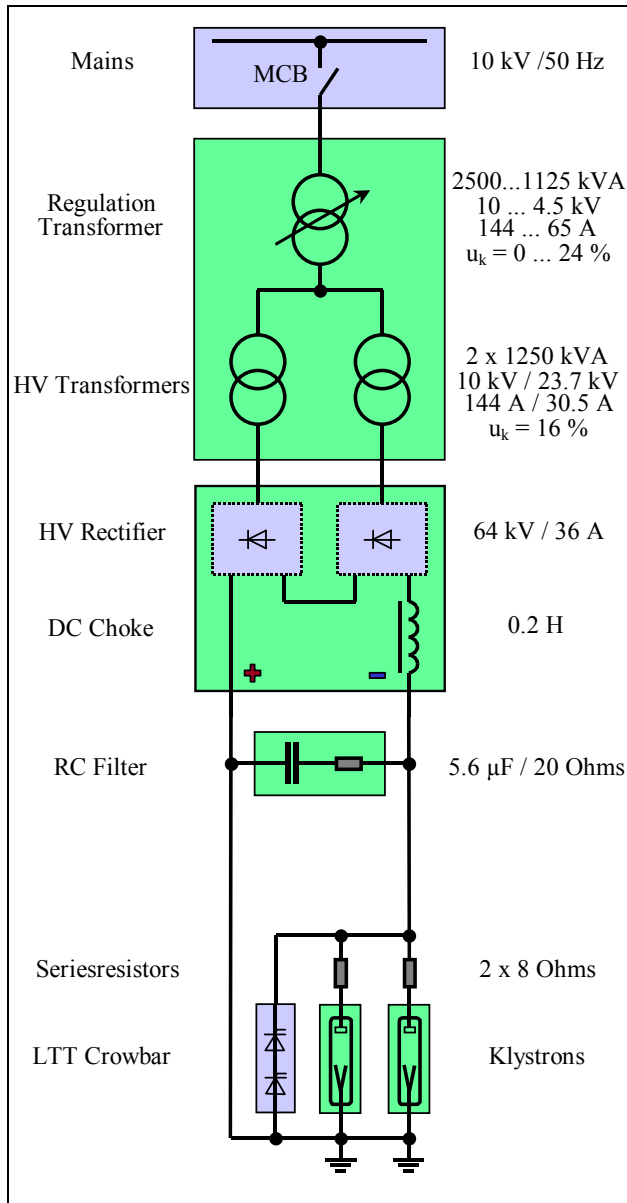 Mains
MCB
10 kV /50 Hz
Regulation
Transformer
2500...1125 kVA
10 ... 4.5 kV
144 ... 65 A
uk = 0 ... 24 %
HV Transformers
2 x 1250 kVA
10 kV / 23.7 kV
144 A / 30.5 A
uk = 16 %
HV Rectifier
64 kV / 36 A
DC Choke
0.2 H
+
-
RC Filter
5.6 μF / 20 Ohms
Seriesresistors
2 x 8 Ohms
LTT Crowbar
Klystrons